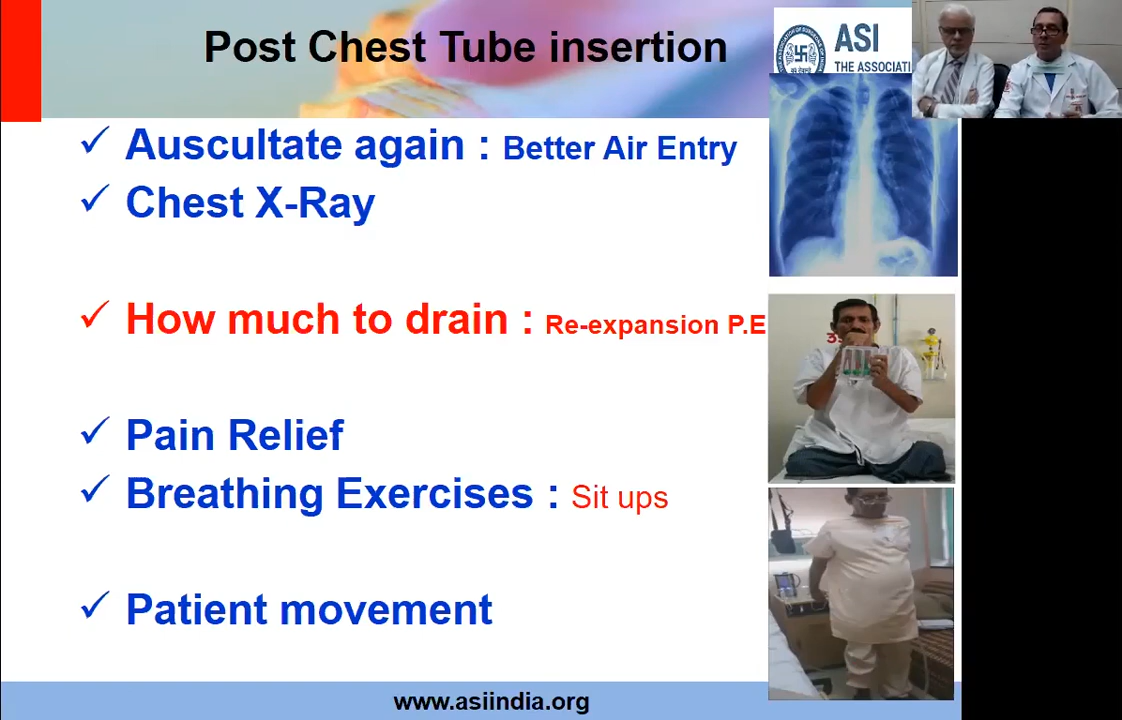 Post Chest Tube insertion
ASI
THE ASSOCIATI
Auscultate again : Better Air Entry
Chest X-Ray
How much to drain : Re-expansion P.E
Pain Relief
Breathing Exercises : Sit ups
Patient movement
www.asiindia.org